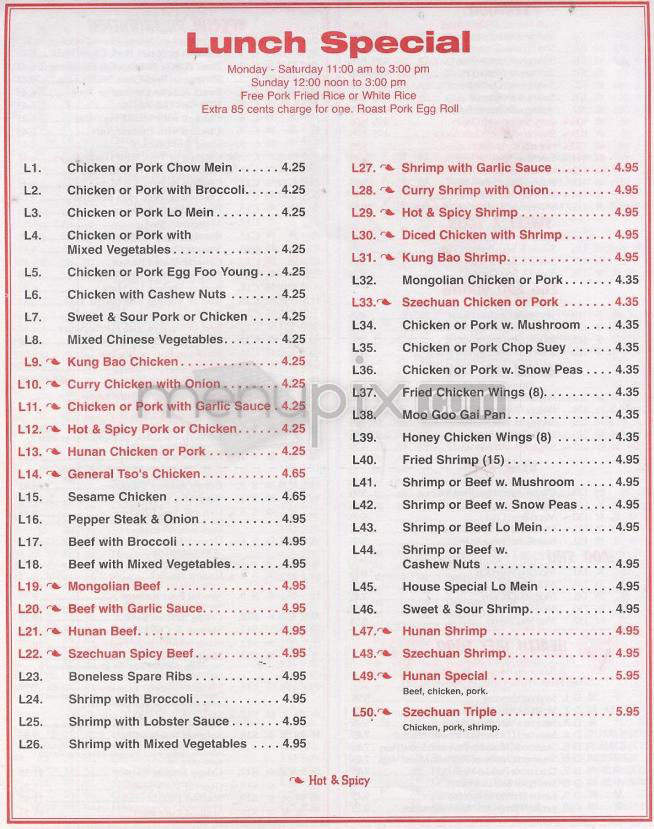 Lunch Special
Monday - Saturday 11:00 am to 3:00 pm
Sunday 12:00 noon to 3:00 pm
Free Pork Fried Rice or White Rice
Extra 85 cents charge for one. Roast Pork Egg Roll
L1. Chicken or Pork Chow Mein ...... 4.25
L2. Chicken or Pork with Broccoli..... 4.25
L3. Chicken or Pork Lo Mein.......... 4.25
L4. Chicken or Pork with
Mixed Vegetables................ 4.25
L5. Chicken or Pork Egg Foo Young... 4.25
L6. Chicken with Cashew Nuts ....... 4.25
L7. Sweet & Sour Pork or Chicken .... 4.25
L8. Mixed Chinese Vegetables........ 4.25
L9. Kung Bao Chicken............... 4.25
L10. Curry Chicken with Onion......... 4.25
L11. Chicken or Pork with Garlic Sauce . 4.25
L12. Hot & Spicy Pork or Chicken...... 4.25
L13. Hunan Chicken or Pork .......... 4.25
L14. General Tso's Chicken............ 4.65
L15. Sesame Chicken ............... 4.65
L16. Pepper Steak & Onion ........... 4.95
L17. Beef with Broccoli .............. 4.95
L18. Beef with Mixed Vegetables....... 4.95
L19. Mongolian Beef ................ 4.95
L20. Beef with Garlic Sauce........... 4.95
L21. Hunan Beef.................... 4.95
L22. Szechuan Spicy Beef............ 4.95
L23. Boneless Spare Ribs ............ 4.95
L24. Shrimp with Broccoli ............ 4.95
L25. Shrimp with Lobster Sauce....... 4.95
L26. Shrimp with Mixed Vegetables .... 4.95
L27. Shrimp with Garlic Sauce ........ 4.95
L28. Curry Shrimp with Onion......... 4.95
L29. Hot & Spicy Shrimp ............. 4.95
L30. Diced Chicken with Shrimp....... 4.95
L31. Kung Bao Shrimp............... 4.95
L32. Mongolian Chicken or Pork....... 4.35
L33. Szechuan Chicken or Pork ....... 4.35
L34. Chicken or Pork w. Mushroom .... 4.35
L35. Chicken or Pork Chop Suey ...... 4.35
L36. Chicken or Pork w. Snow Peas .... 4.35
L37. Fried Chicken Wings (8).......... 4.35
L38. Moo Goo Gai Pan............... 4.35
L39. Honey Chicken Wings (8) ........ 4.35
L40. Fried Shrimp (15)............... 4.95
L41. Shrimp or Beef w. Mushroom ..... 4.95
L42. Shrimp or Beef w. Snow Peas..... 4.95
L43. Shrimp or Beef Lo Mein.......... 4.95
L44. Shrimp or Beef w.
Cashew Nuts ................... 4.95
L45. House Special Lo Mein .......... 4.95
L46. Sweet & Sour Shrimp............ 4.95
L47. Hunan Shrimp ................. 4.95
L43. Szechuan Shrimp............... 4.95
L49. Hunan Special ................. 5.95
Beef, chicken, pork.
L50. Szechuan Triple ................ 5.95
Chicken, pork, shrimp.
Hot & Spicy
menupix.com